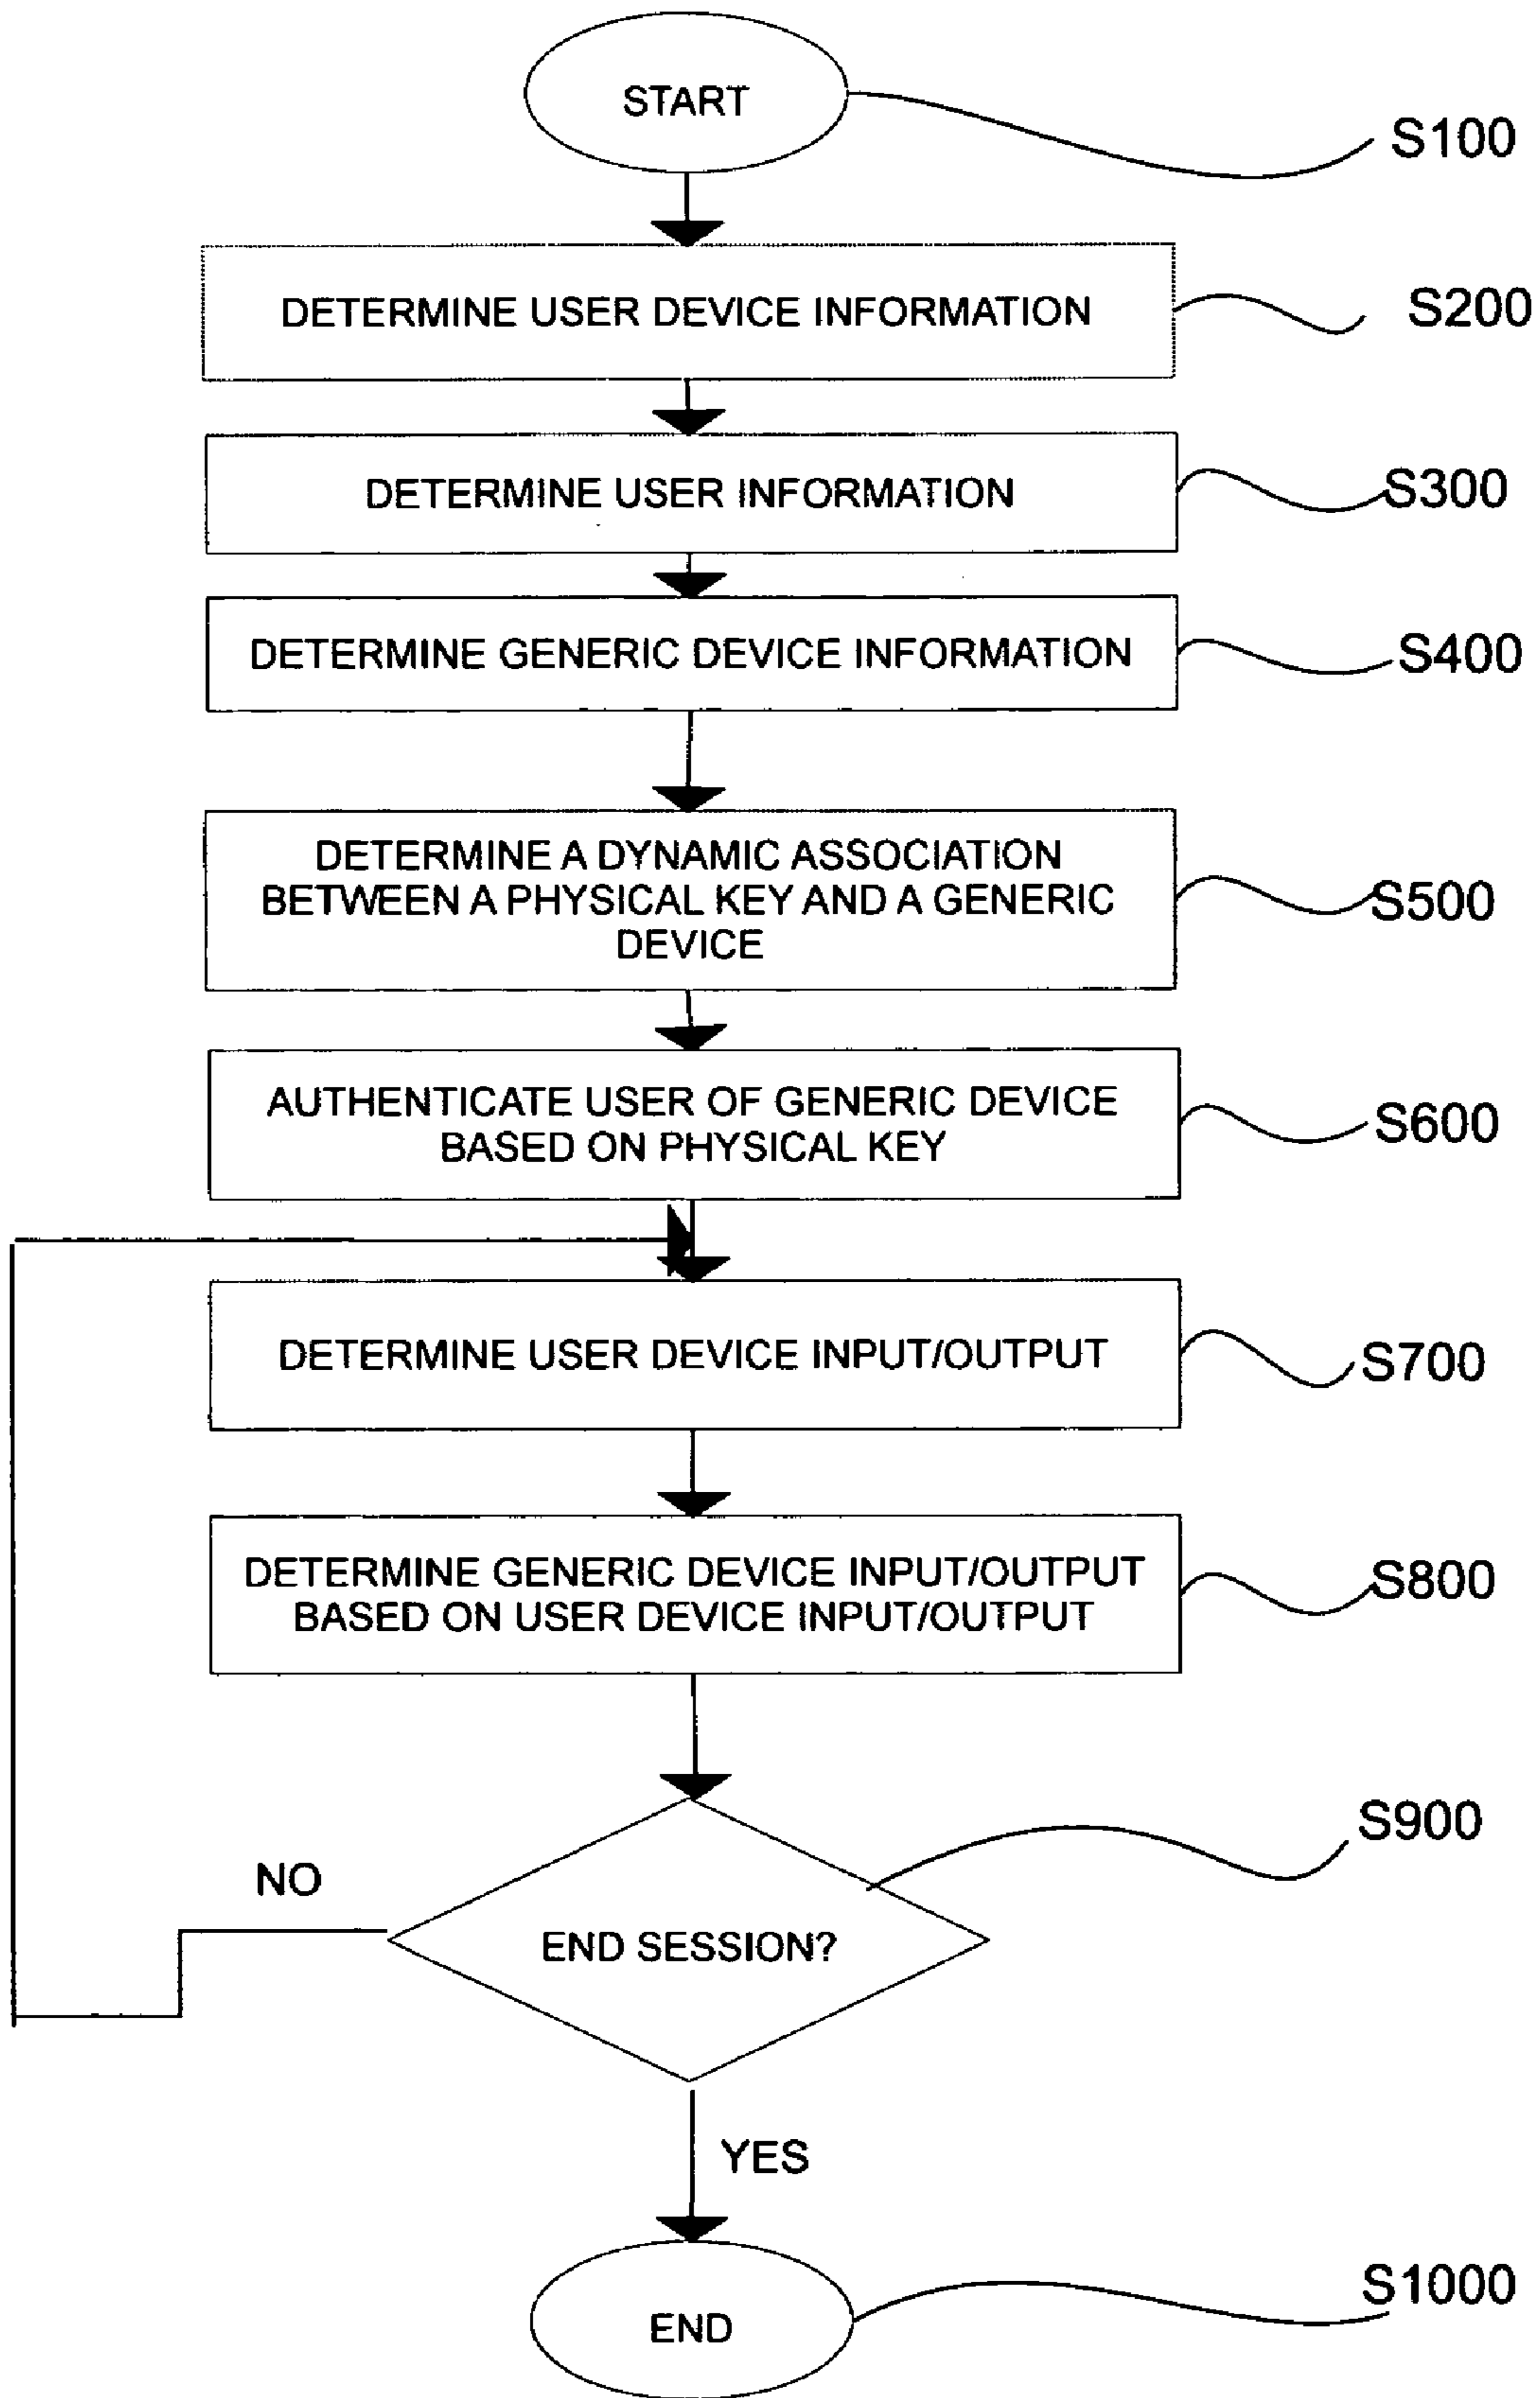 START
S100
DETERMINE USER DEVICE INFORMATION
S200
DETERMINE USER INFORMATION
S300
DETERMINE GENERIC DEVICE INFORMATION
S400
DETERMINE A DYNAMIC ASSOCIATION
BETWEEN A PHYSICAL KEY AND A GENERIC
DEVICE
S500
AUTHENTICATE USER OF GENERIC DEVICE
BASED ON PHYSICAL KEY
S600
DETERMINE USER DEVICE INPUT/OUTPUT
S700
DETERMINE GENERIC DEVICE INPUT/OUTPUT
BASED ON USER DEVICE INPUT/OUTPUT
S800
S900
NO
END SESSION?
YES
S1000
END